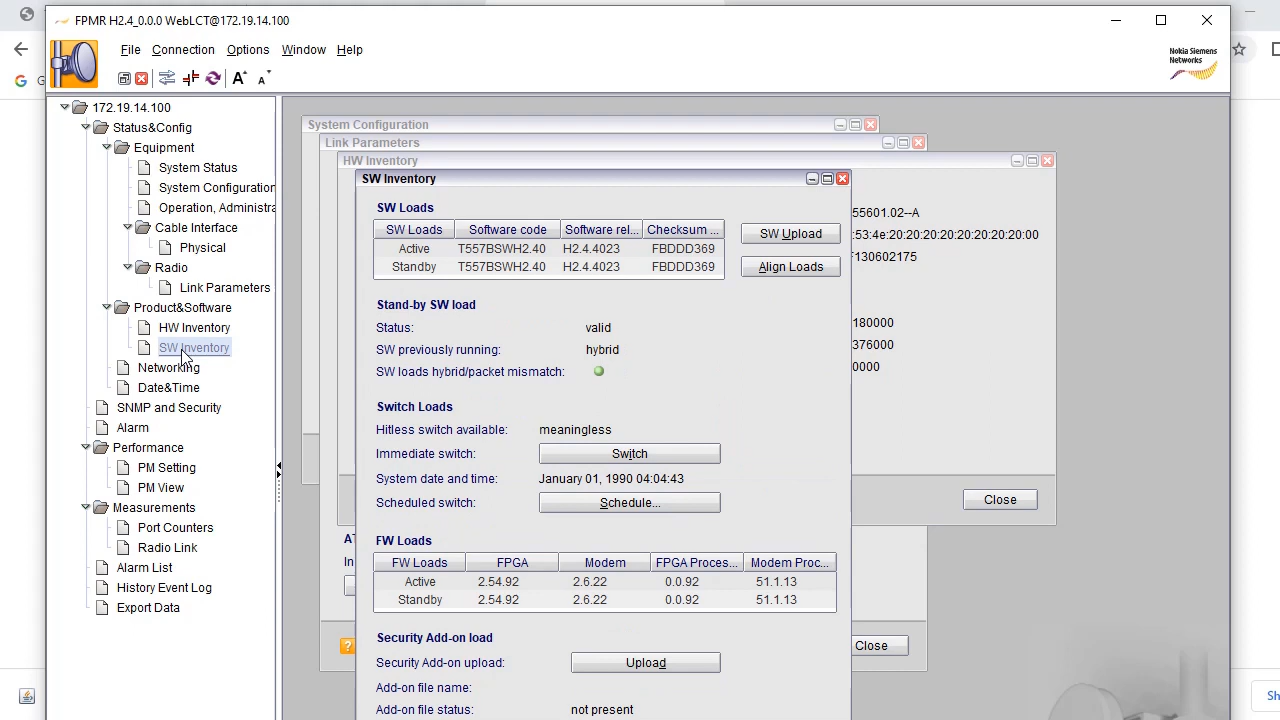 FPMR H2.4_0.0.0 WebLCT@172.19.14.100
File Connection Options Window Help
Nokia Siemens
Networks
A A
G
172.19.14.100
Status&Config
Equipment
System Status
System Configuration
Operation, Administra
Cable Interface
Physical
Radio
Link Parameters
Product&Software
HW Inventory
SW Inventory
Networking
Date&Time
SNMP and Security
Alarm
Performance
PM Setting
PM View
Measurements
Port Counters
Radio Link
Alarm List
History Event Log
Export Data
System Configuration
Link Parameters
HW Inventory
55601.02--A
:53:4e:20:20:20:20:20:20:20:00
F130602175
180000
376000
0000
Close
AT
In
? Close
SW Inventory
SW Loads
SW Loads Software code Software rel... Checksum ...
Active T557BSWH2.40 H2.4.4023 FBDDD369
Standby T557BSWH2.40 H2.4.4023 FBDDD369
SW Upload
Align Loads
Stand-by SW load
Status: valid
SW previously running: hybrid
SW loads hybrid/packet mismatch:
Switch Loads
Hitless switch available: meaningless
Immediate switch: Switch
System date and time: January 01, 1990 04:04:43
Scheduled switch: Schedule...
FW Loads
FW Loads FPGA Modem FPGA Proces... Modem Proc...
Active 2.54.92 2.6.22 0.0.92 51.1.13
Standby 2.54.92 2.6.22 0.0.92 51.1.13
Security Add-on load
Security Add-on upload: Upload
Add-on file name:
Add-on file status: not present
Sh